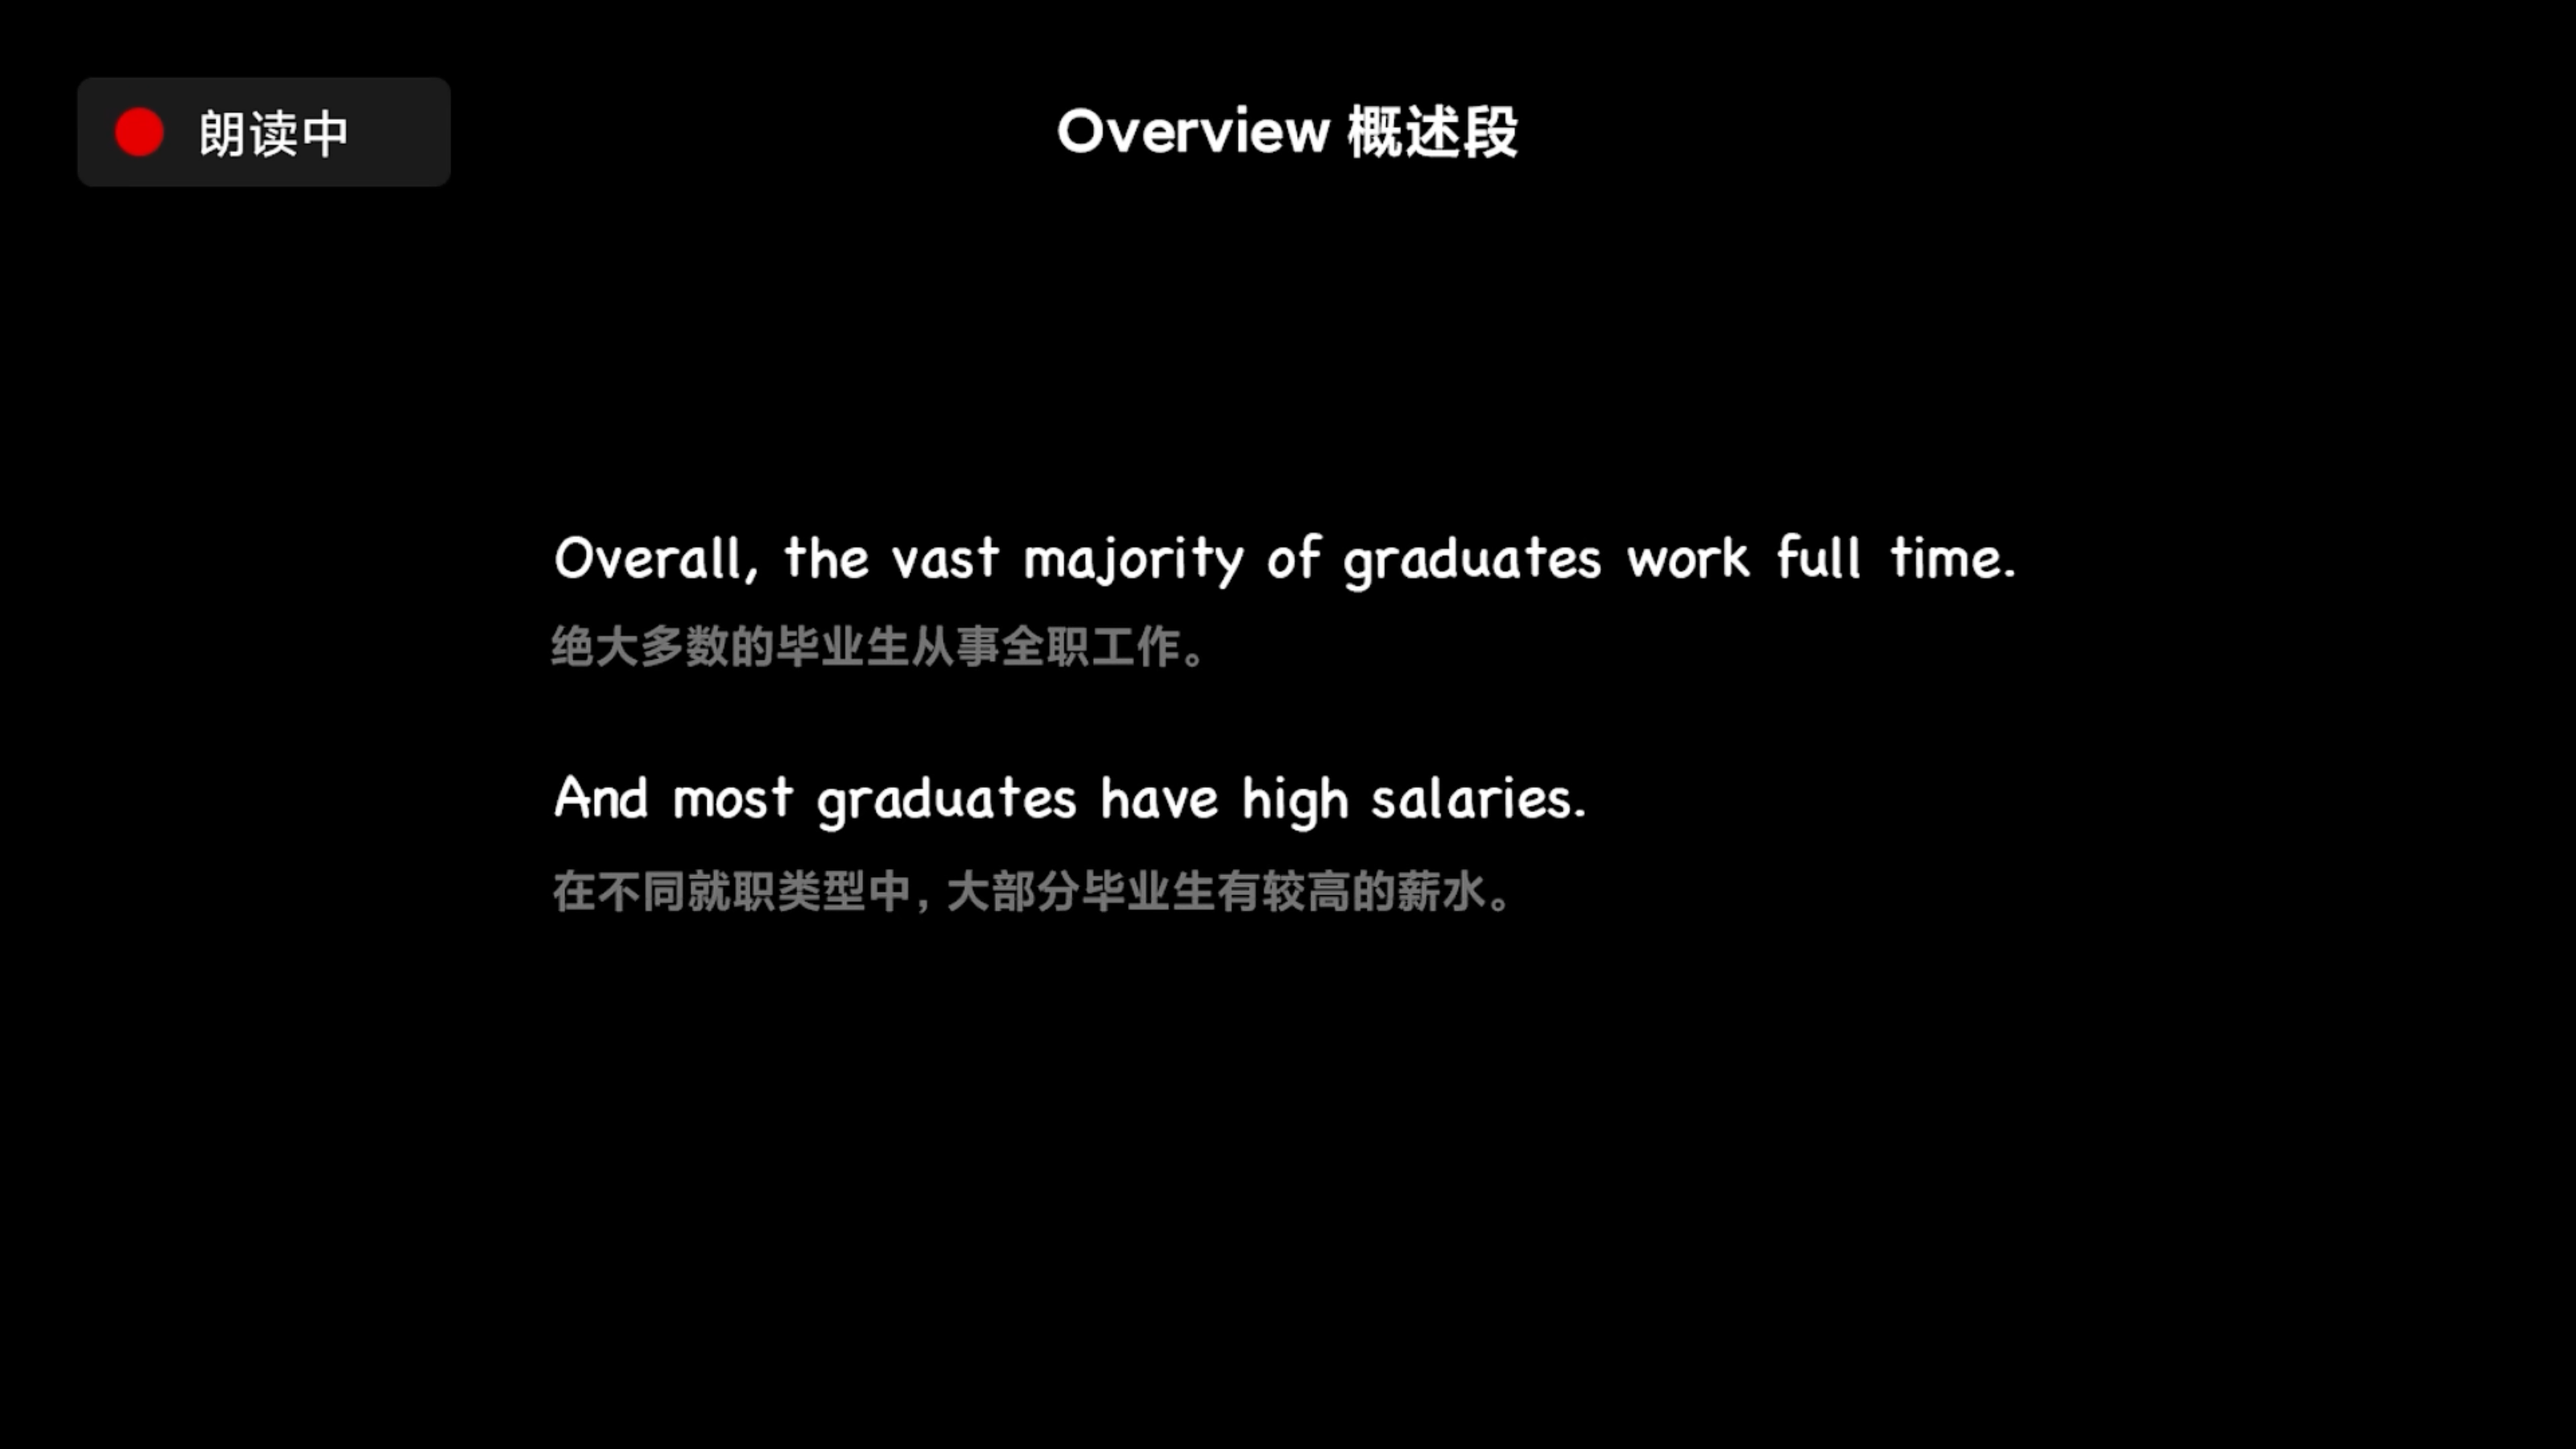 朗读中
Overview 概述段
Overall, the vast majority of graduates work full time.
绝大多数的毕业生从事全职工作。
And most graduates have high salaries.
在不同就职类型中, 大部分毕业生有较高的薪水。